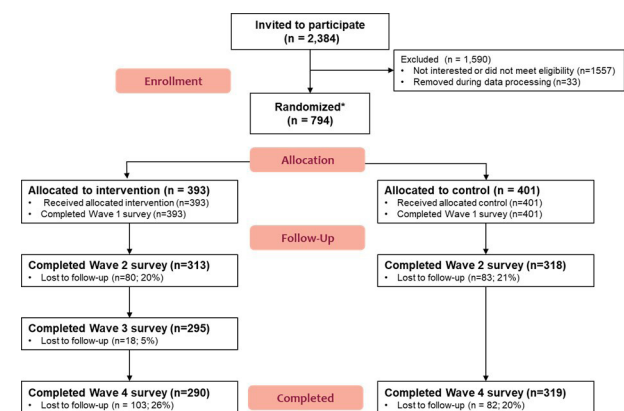 Invited to participate
(n = 2,384)
Excluded (n = 1,590)
• Not interested or did not meet eligibility (n=1557)
• Removed during data processing (n=33)
Enrollment
Randomized*
(n = 794)
Allocation
Allocated to intervention (n = 393)
• Received allocated intervention (n=393)
• Completed Wave 1 survey (n=393)
Allocated to control (n = 401)
• Received allocated control (n=401)
• Completed Wave 1 survey (n=401)
Follow-Up
Completed Wave 2 survey (n=313)
• Lost to follow-up (n=80; 20%)
Completed Wave 2 survey (n=318)
• Lost to follow-up (n=83; 21%)
Completed Wave 3 survey (n=295)
• Lost to follow-up (n=18; 5%)
Completed Wave 4 survey (n=290)
• Lost to follow-up (n = 103; 26%)
Completed
Completed Wave 4 survey (n=319)
• Lost to follow-up (n = 82; 20%)